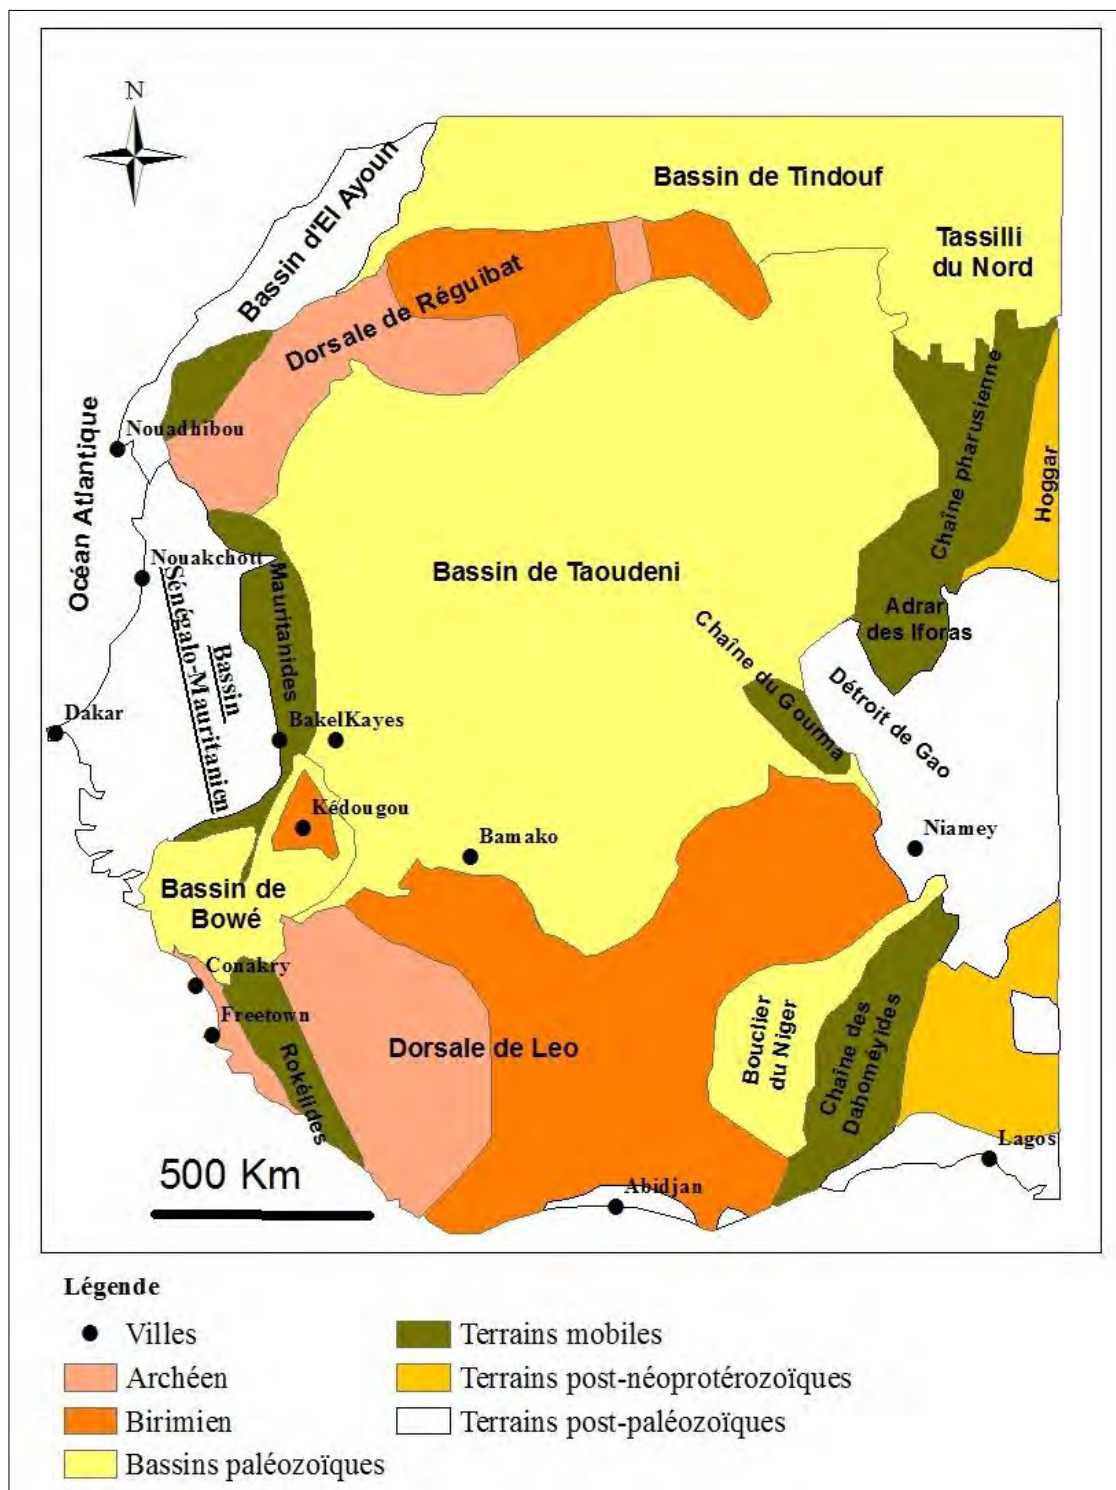 N
Bassin d'El Ayoun
Bassin de Tindouf
Tassilli
du Nord
Dorsale de Réguibat
Océan Atlantique
Nouadhibou
Chaîne pharusienne
Hoggar
Nouakchott
Bassin
Sénégalo-Mauritanien
Mauritanides
Bassin de Taoudeni
Adrar
des Iforas
Chaîne du Gourma
Détroit de Gao
Dakar
Bakel
Kayes
Kédougou
Bamako
Niamey
Bassin de
Bowé
Conakry
Freetown
Rokélides
Dorsale de Leo
Bouclier
du Niger
Chaîne des
Dahoméyides
Lagos
Abidjan
500 Km
Légende
Villes
Archéen
Birimien
Bassins paléozoïques
Terrains mobiles
Terrains post-néoprotérozoïques
Terrains post-paléozoïques